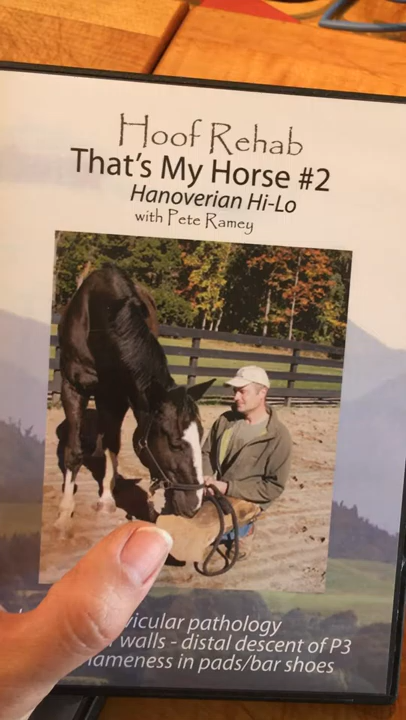 Hoof Rehab
That's My Horse #2
Hanoverian Hi-Lo
with Pete Ramey
vicular pathology
walls - distal descent of P3
lameness in pads/bar shoes